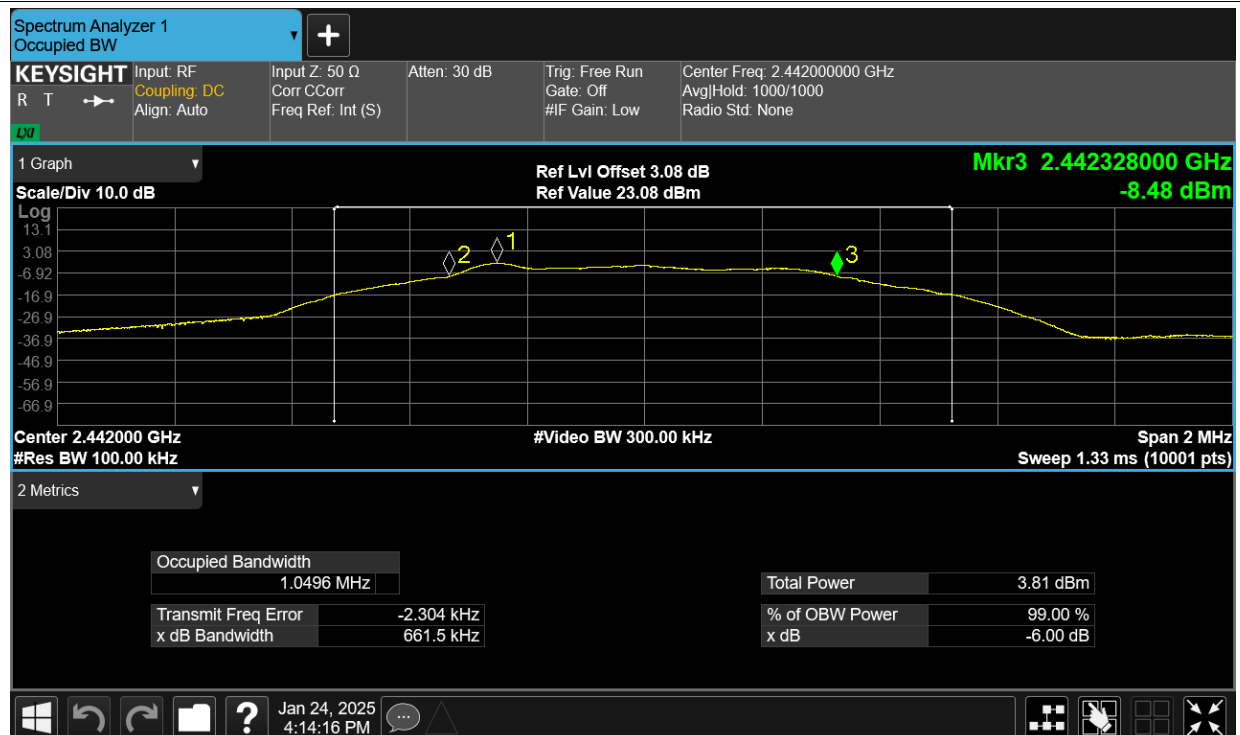 Spectrum Analyzer 1
Occupied BW
KEYSIGHT
R T
LXI
Input: RF
Coupling: DC
Align: Auto
Input Z: 50 Ω
Corr CCorr
Freq Ref: Int (S)
Atten: 30 dB
Trig: Free Run
Gate: Off
#IF Gain: Low
Center Freq: 2.442000000 GHz
Avg|Hold: 1000/1000
Radio Std: None
1 Graph
Scale/Div 10.0 dB
Ref Lvl Offset 3.08 dB
Ref Value 23.08 dBm
Mkr3 2.442328000 GHz
-8.48 dBm
Log
13.1
3.08
-6.92
-16.9
-26.9
-36.9
-46.9
-56.9
-66.9
2
1
3
Center 2.442000 GHz
#Res BW 100.00 kHz
#Video BW 300.00 kHz
Span 2 MHz
Sweep 1.33 ms (10001 pts)
2 Metrics
Occupied Bandwidth
1.0496 MHz
Transmit Freq Error -2.304 kHz
x dB Bandwidth 661.5 kHz
Total Power 3.81 dBm
% of OBW Power 99.00 %
x dB -6.00 dB
?
Jan 24, 2025
4:14:16 PM